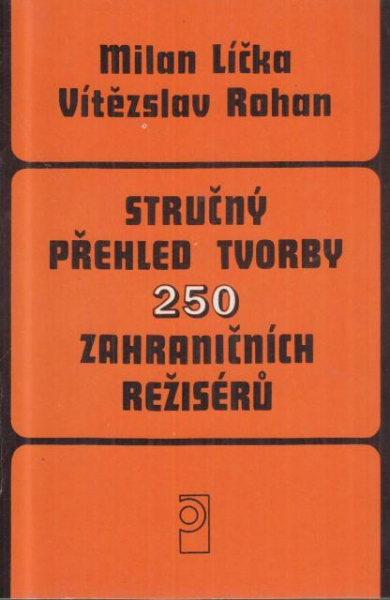 Milan Líčka
Vítězslav Rohan
STRUČNÝ
PŘEHLED TVORBY
250
ZAHRANIČNÍCH
REŽISÉRŮ